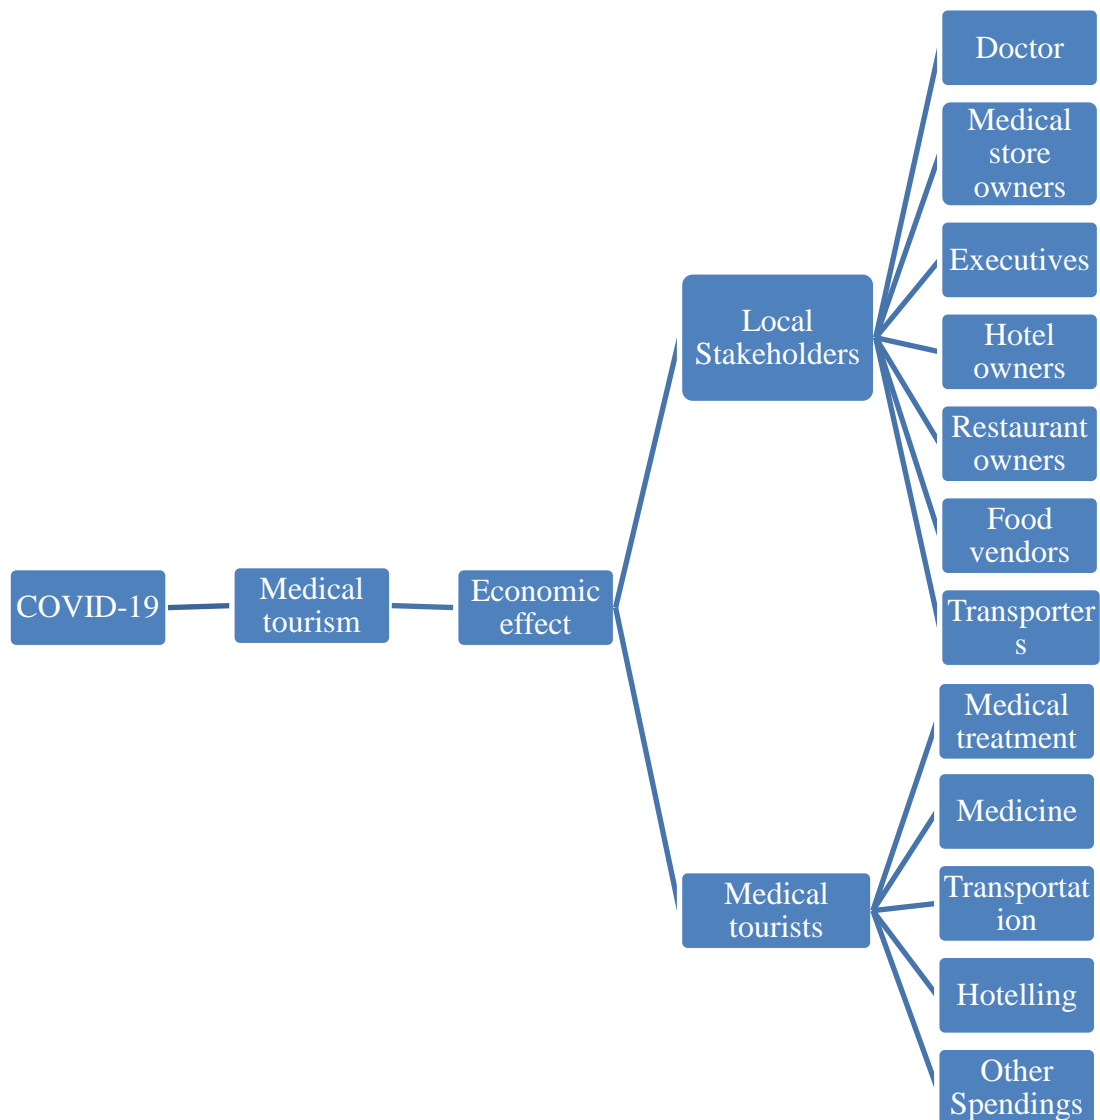 COVID-19
Medical
tourism
Economic
effect
Local
Stakeholders
Doctor
Medical
store
owners
Executives
Hotel
owners
Restaurant
owners
Food
vendors
Transporter
s
Medical
tourists
Medical
treatment
Medicine
Transportat
ion
Hotelling
Other
Spendings